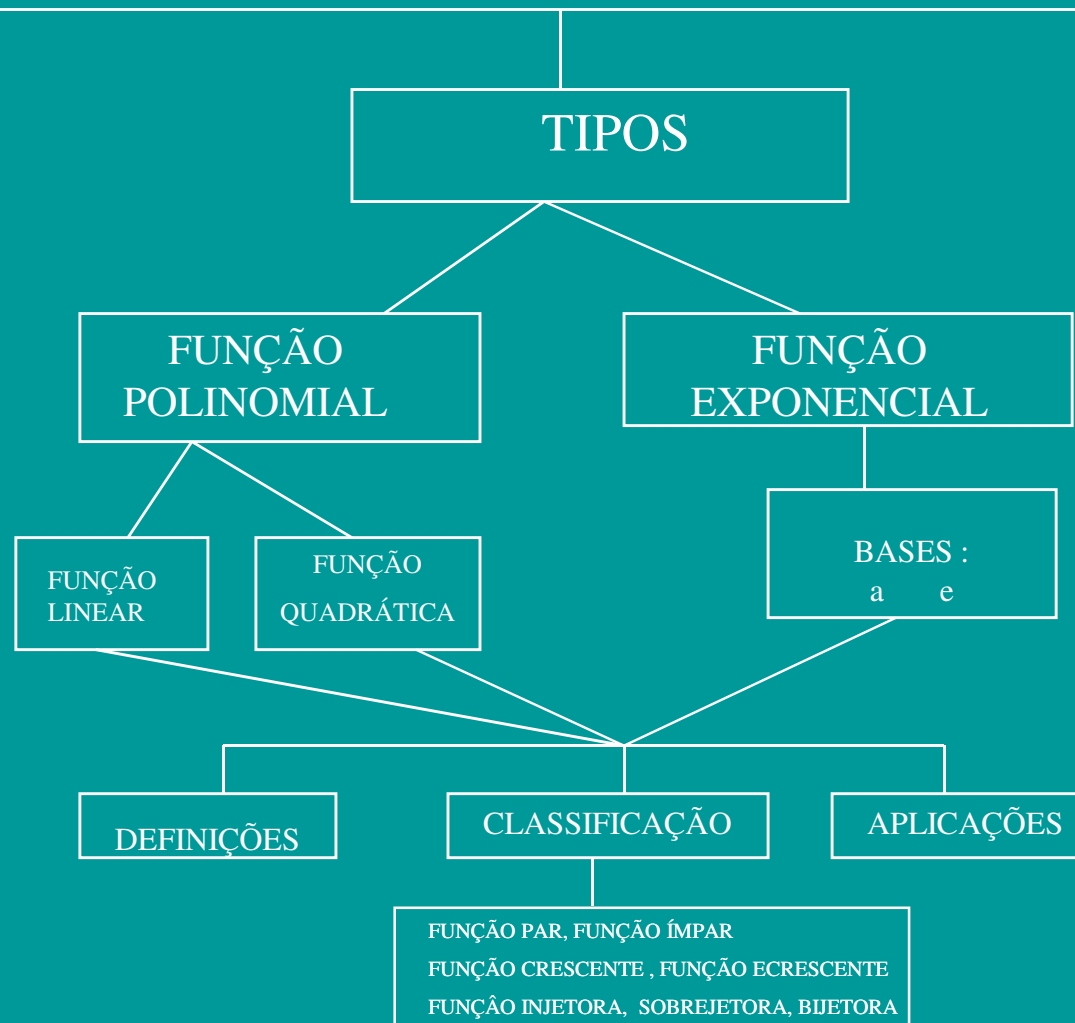 TIPOS
FUNÇÃO
POLINOMIAL
FUNÇÃO
EXPONENCIAL
FUNÇÃO
LINEAR
FUNÇÃO
QUADRÁTICA
BASES :
a e
DEFINIÇÕES
CLASSIFICAÇÃO
APLICAÇÕES
FUNÇÃO PAR, FUNÇÃO ÍMPAR
FUNÇÃO CRESCENTE , FUNÇÃO ECRESCENTE
FUNÇÂO INJETORA, SOBREJETORA, BIJETORA